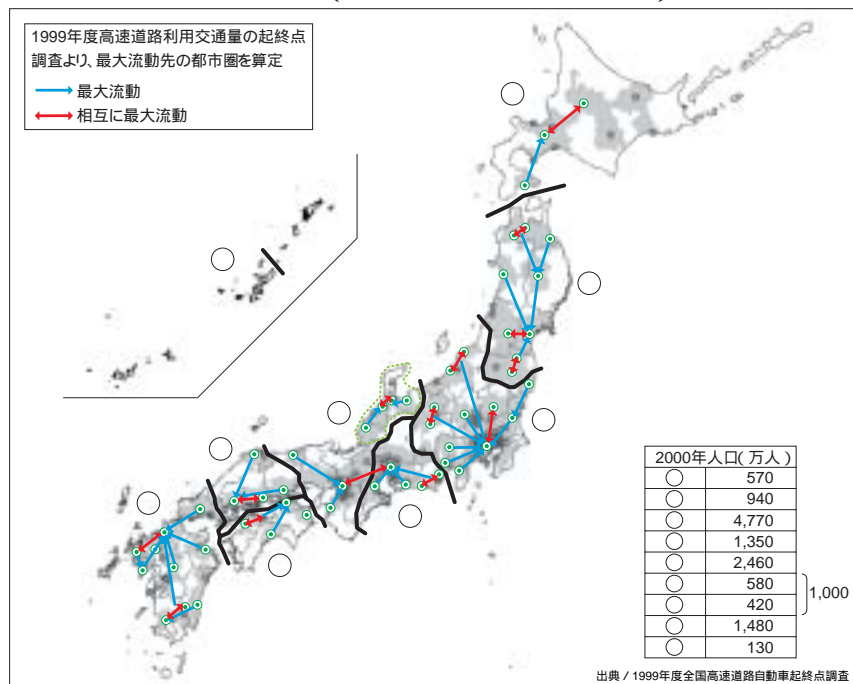 1999年度高速道路利用交通量の起終点
調査より、最大流動先の都市圏を算定
最大流動
相互に最大流動
2000年人口(万人)
570
940
4,770
1,350
2,460
580
420
1,000
1,480
130
出典 / 1999年度全国高速道路自動車起終点調査